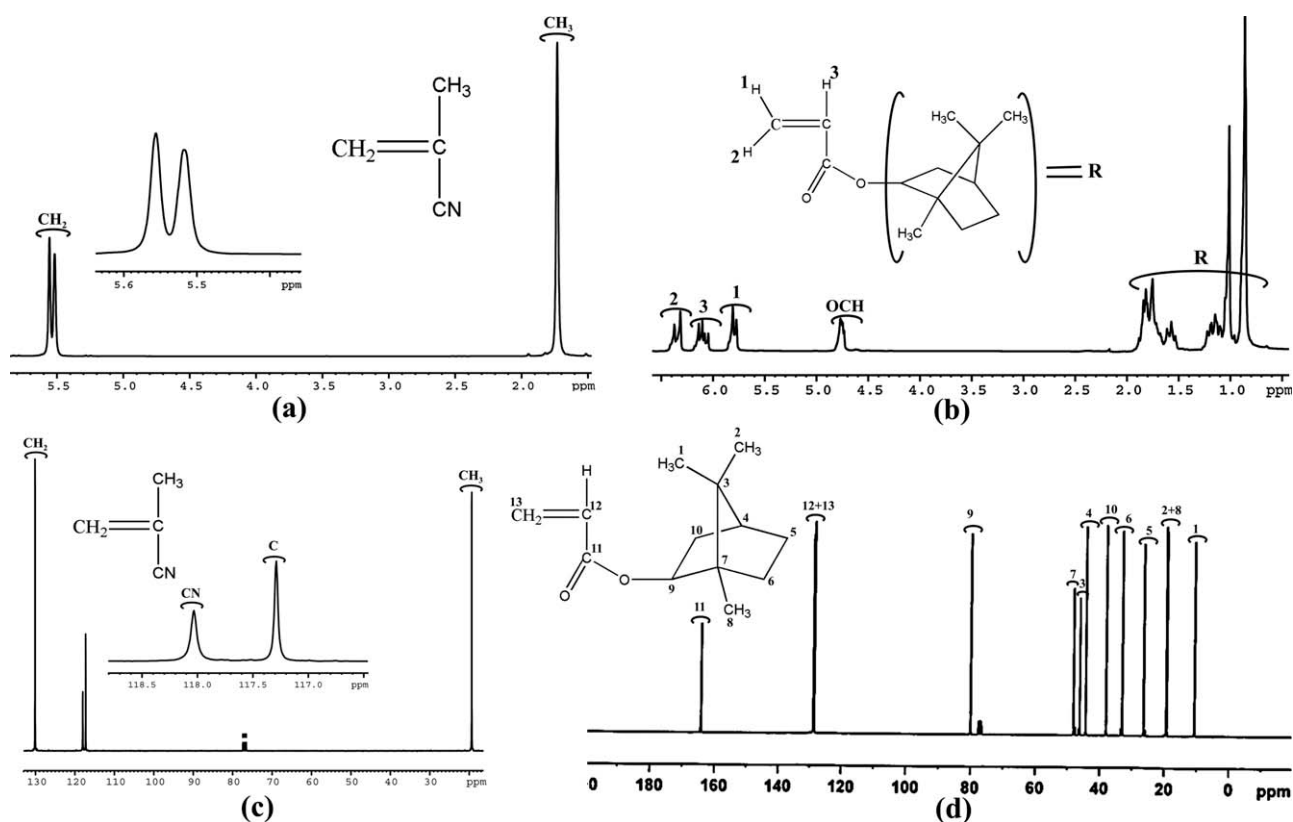 CH₃
CH₃
CH₂
C
CN
CH₂
5.6
5.5
ppm
5.5
5.0
4.5
4.0
3.5
3.0
2.5
2.0
ppm
(a)
1
3
H
H
C
2
H
O
O
H₃C
CH₃
H₃C
R
R
2
3
1
OCH
6.0
5.5
5.0
4.5
4.0
3.5
3.0
2.5
2.0
1.5
1.0
ppm
(b)
CH₂
CH₃
CH₃
CH₂
C
CN
C
CN
118.5
118.0
117.5
117.0
ppm
130
120
110
100
90
80
70
60
50
40
30
ppm
(c)
H
13
CH₂
12
11
O
O
1
H₃C
2
CH₃
3
4
10
5
7
6
9
H₃C
8
11
12+13
9
7
3
4
10
6
5
2+8
1
160
140
120
100
80
60
40
20
0
ppm
(d)